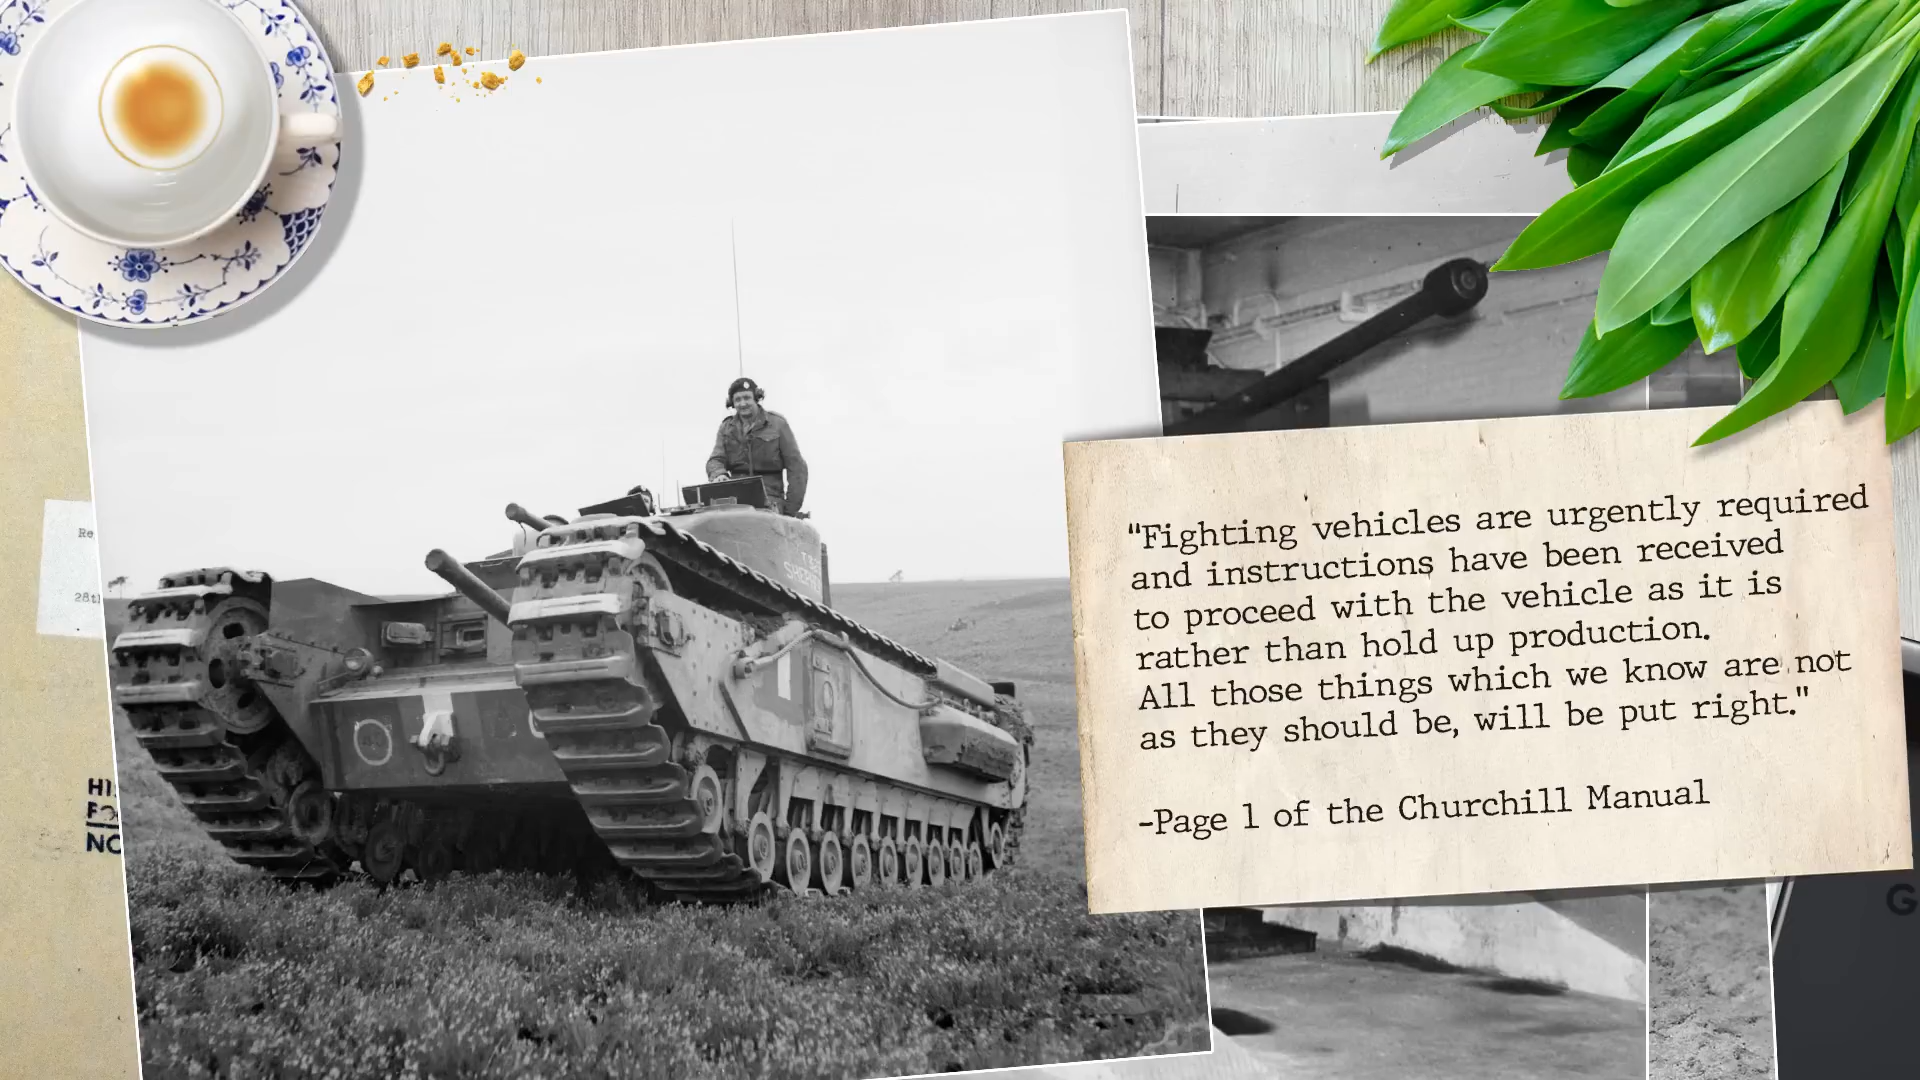 "Fighting vehicles are urgently required
and instructions have been received
to proceed with the vehicle as it is
rather than hold up production.
All those things which we know are not
as they should be, will be put right."
-Page 1 of the Churchill Manual